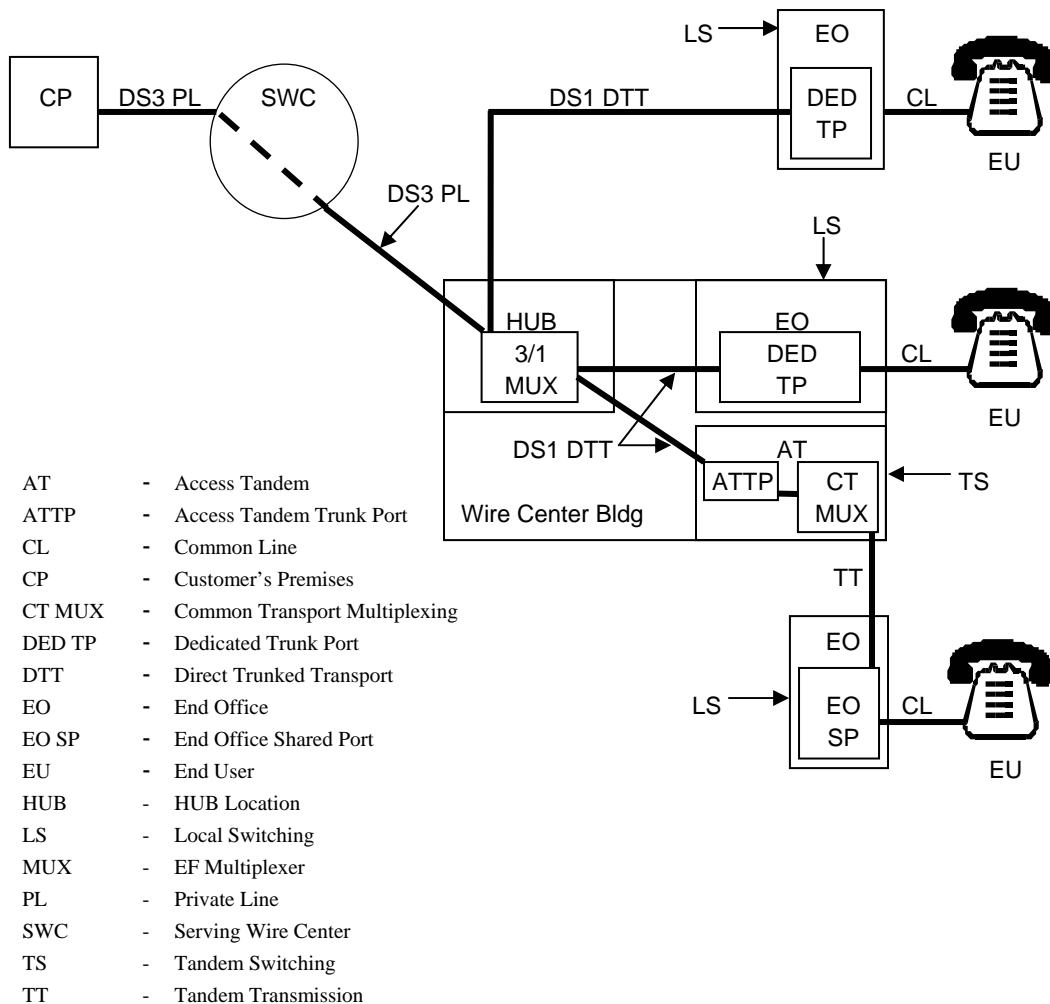 LS
EO
CP
DS3 PL
SWC
DS1 DTT
DED
TP
CL
EU
DS3 PL
LS
HUB
3/1
MUX
EO
DED
TP
CL
EU
DS1 DTT
AT
ATTP
CT
MUX
TS
Wire Center Bldg
TT
EO
LS
EO
SP
CL
EU
AT - Access Tandem
ATTP - Access Tandem Trunk Port
CL - Common Line
CP - Customer's Premises
CT MUX - Common Transport Multiplexing
DED TP - Dedicated Trunk Port
DTT - Direct Trunked Transport
EO - End Office
EO SP - End Office Shared Port
EU - End User
HUB - HUB Location
LS - Local Switching
MUX - EF Multiplexer
PL - Private Line
SWC - Serving Wire Center
TS - Tandem Switching
TT - Tandem Transmission